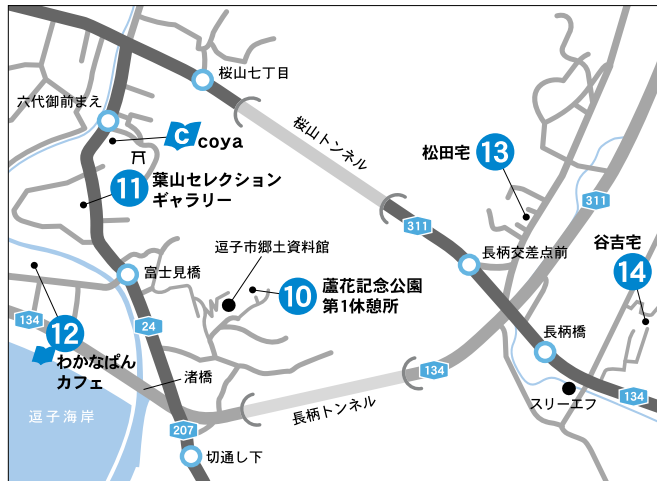 桜山七丁目
六代御前まえ
C coya
桜山トンネル
松田宅 13
11 葉山セレクション
ギャラリー
311
谷吉宅
14
311
逗子市郷土資料館
長柄交差点前
富士見橋
10 蘆花記念公園
第1休憩所
134
12
わかなぱん
カフェ
24
長柄橋
渚橋
134
134
スリーエフ
逗子海岸
長柄トンネル
207
切通し下